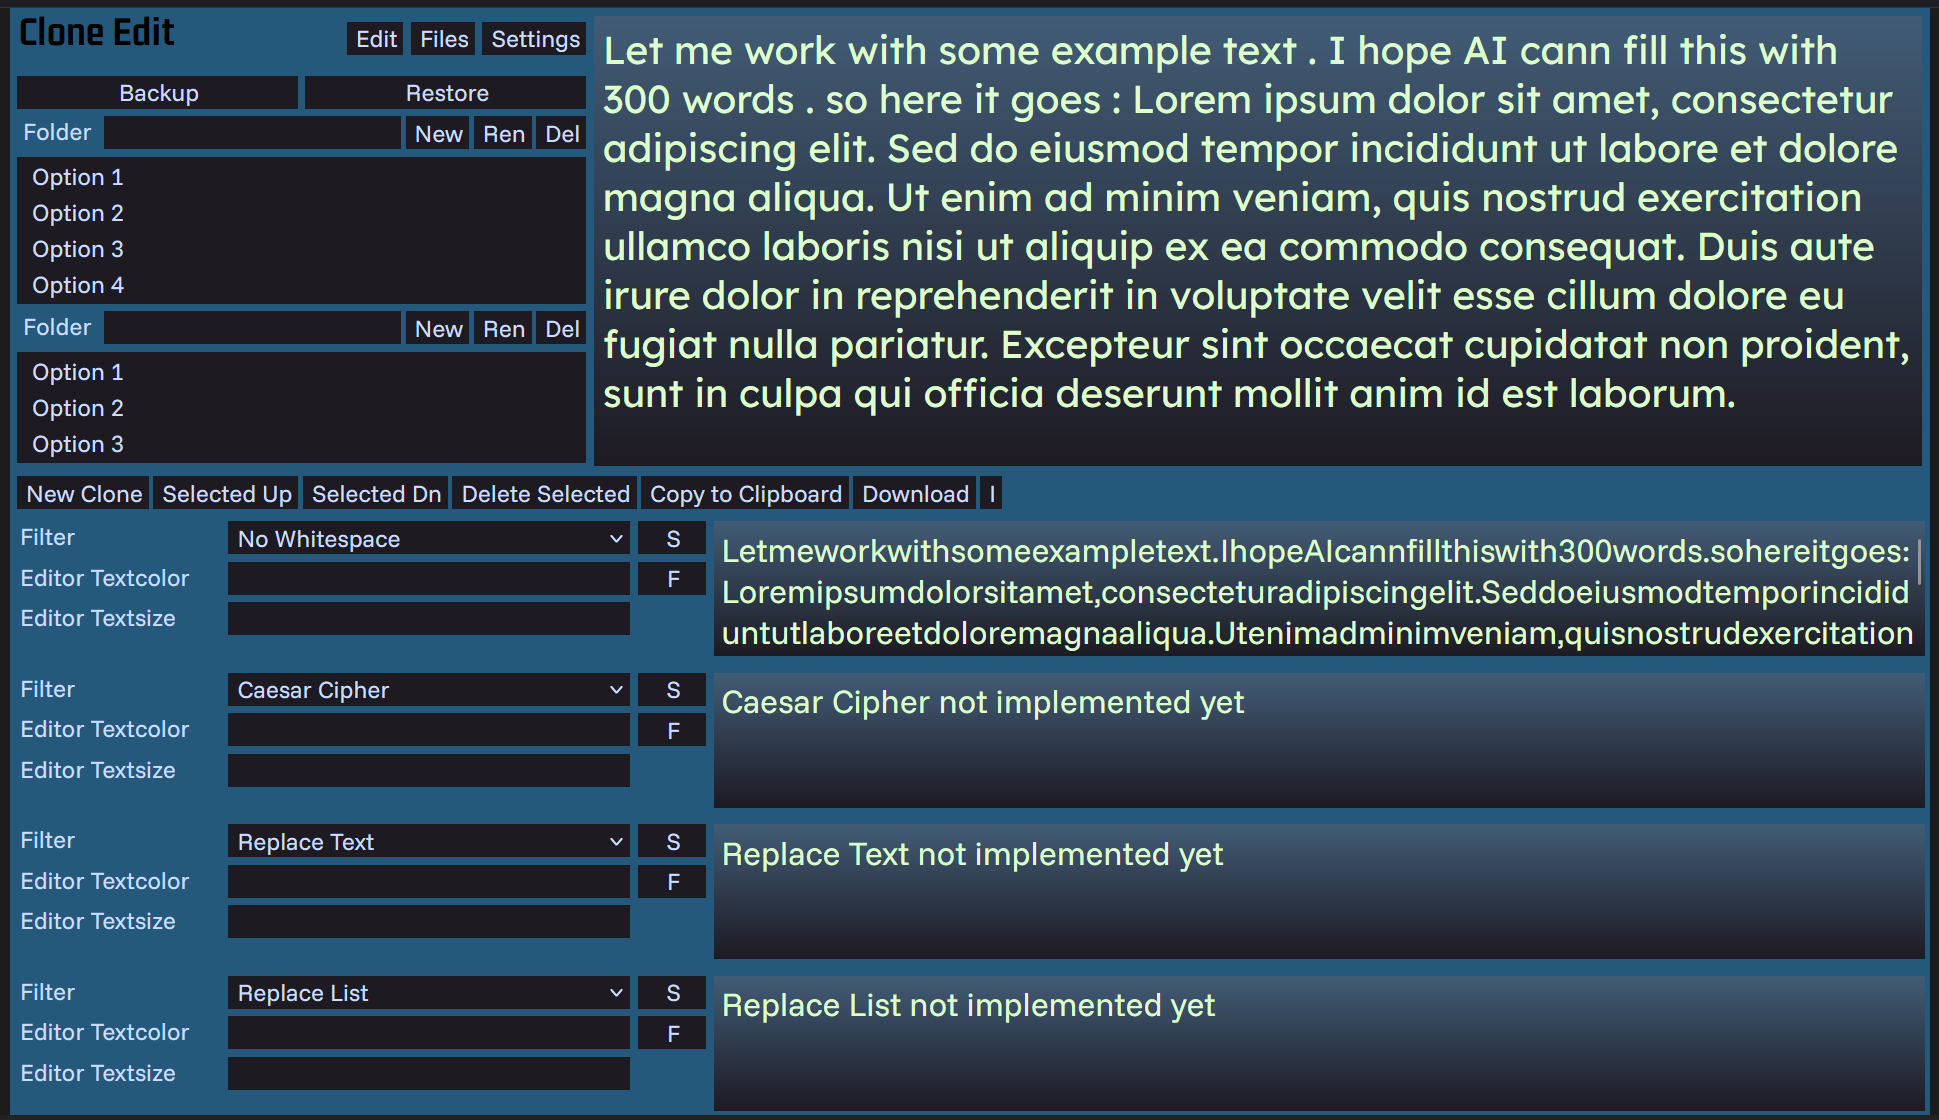 Clone Edit
Edit Files Settings
Backup Restore
Folder New Ren Del
Option 1
Option 2
Option 3
Option 4
Folder New Ren Del
Option 1
Option 2
Option 3
Let me work with some example text . I hope AI cann fill this with
300 words . so here it goes : Lorem ipsum dolor sit amet, consectetur
adipiscing elit. Sed do eiusmod tempor incididunt ut labore et dolore
magna aliqua. Ut enim ad minim veniam, quis nostrud exercitation
ullamco laboris nisi ut aliquip ex ea commodo consequat. Duis aute
irure dolor in reprehenderit in voluptate velit esse cillum dolore eu
fugiat nulla pariatur. Excepteur sint occaecat cupidatat non proident,
sunt in culpa qui officia deserunt mollit anim id est laborum.
New Clone Selected Up Selected Dn Delete Selected Copy to Clipboard Download I
Filter No Whitespace S
Editor Textcolor F
Editor Textsize
Letmeworkwithsomeexampletext.IhopeAIcannfillthiswith300words.sohereitgoes:
Loremipsumdolorsitamet,consecteturadipiscingelit.Seddoeiusmodtemporincidid
untutlaboreetdoloremagnaaliqua.Utenimadminimveniam,quisnostrudexercitation
Filter Caesar Cipher S
Editor Textcolor F
Editor Textsize
Caesar Cipher not implemented yet
Filter Replace Text S
Editor Textcolor F
Editor Textsize
Replace Text not implemented yet
Filter Replace List S
Editor Textcolor F
Editor Textsize
Replace List not implemented yet